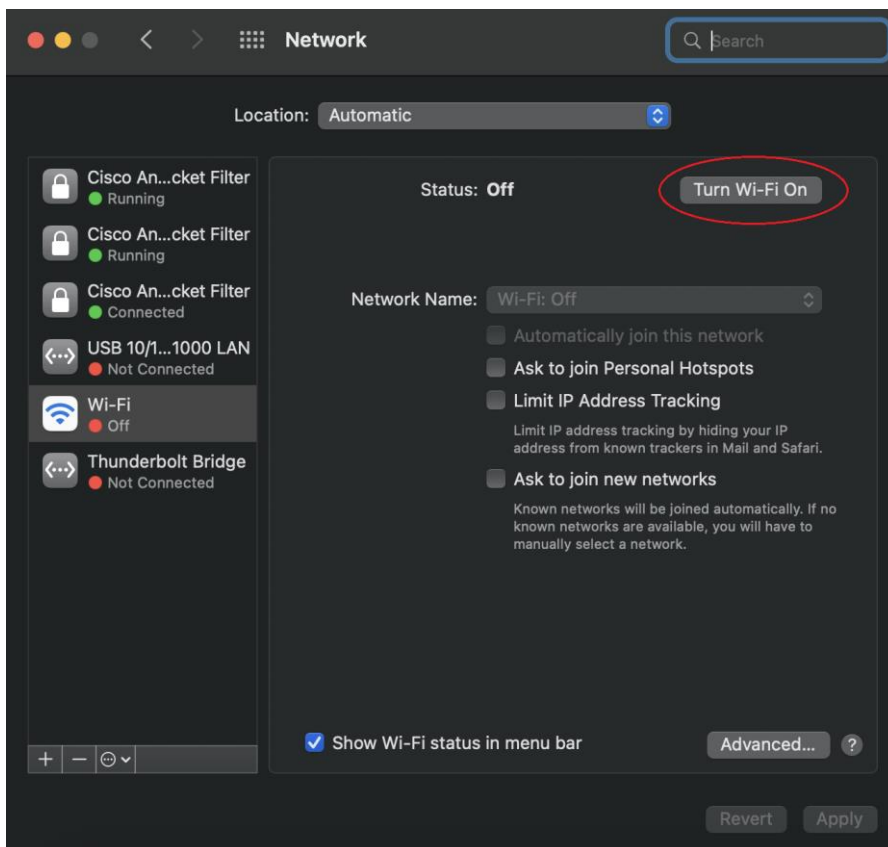 Network
Search
Location: Automatic
Cisco An...cket Filter
Running
Cisco An...cket Filter
Running
Cisco An...cket Filter
Connected
USB 10/1...1000 LAN
Not Connected
Wi-Fi
Off
Thunderbolt Bridge
Not Connected
Status: Off
Turn Wi-Fi On
Network Name: Wi-Fi: Off
Automatically join this network
Ask to join Personal Hotspots
Limit IP Address Tracking
Limit IP address tracking by hiding your IP
address from known trackers in Mail and Safari.
Ask to join new networks
Known networks will be joined automatically. If no
known networks are available, you will have to
manually select a network.
Show Wi-Fi status in menu bar
Advanced...
?
Revert
Apply